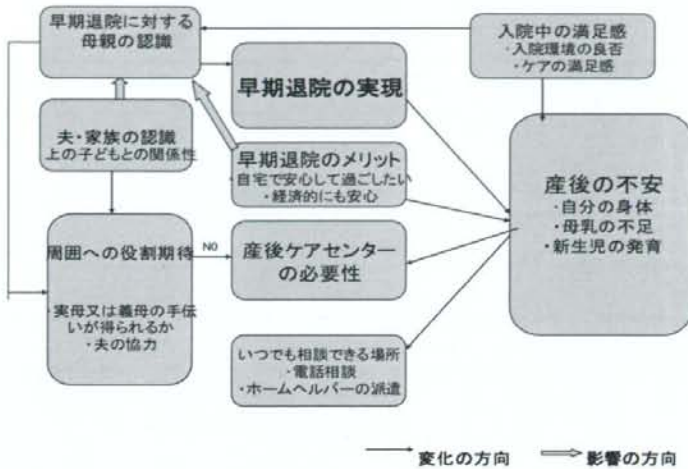 早期退院に対する
母親の認識
入院中の満足感
・入院環境の良否
・ケアの満足感
早期退院の実現
夫・家族の認識
上の子どもとの関係性
早期退院のメリット
・自宅で安心して過ごしたい
・経済的にも安心
産後の不安
・自分の身体
・母乳の不足
・新生児の発育
周囲への役割期待
・実母又は義母の手伝
いが得られるか
・夫の協力
NO
産後ケアセンター
の必要性
いつでも相談できる場所
・電話相談
・ホームヘルパーの派遣
変化の方向
影響の方向